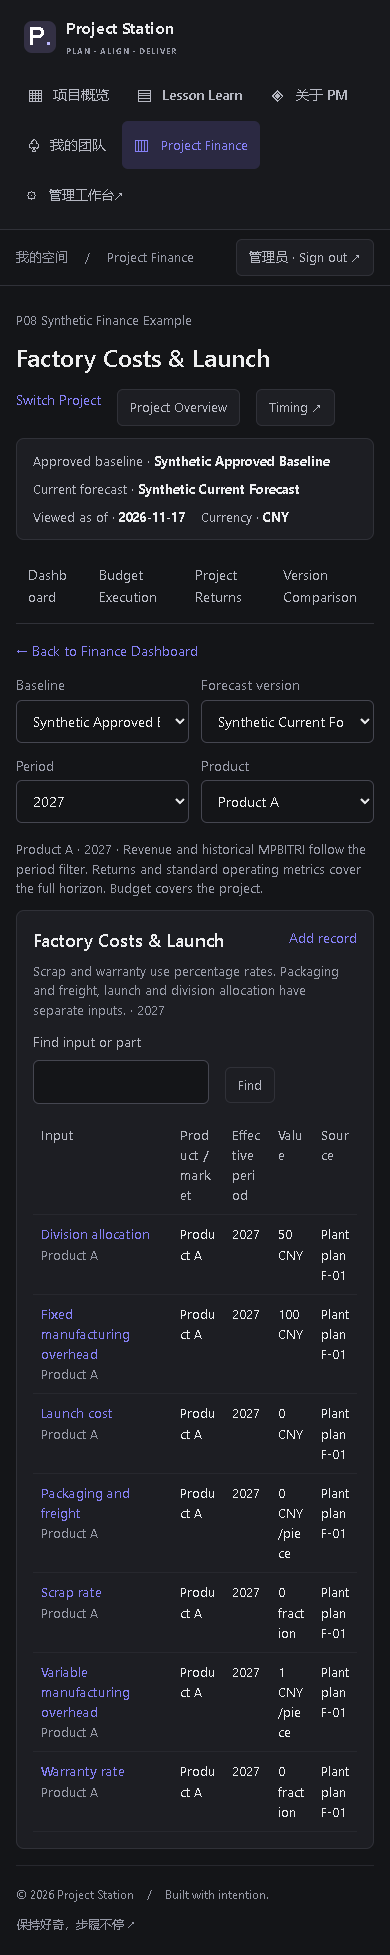 P.
Project Station
PLAN · ALIGN · DELIVER
项目概览
Lesson Learn
关于 PM
我的团队
Project Finance
管理工作台↗
我的空间 / Project Finance
管理员 · Sign out ↗
P08 Synthetic Finance Example
Factory Costs & Launch
Switch Project
Project Overview
Timing ↗
Approved baseline · Synthetic Approved Baseline
Current forecast · Synthetic Current Forecast
Viewed as of · 2026-11-17 Currency · CNY
Dashb
oard
Budget
Execution
Project
Returns
Version
Comparison
← Back to Finance Dashboard
Baseline
Forecast version
Synthetic Approved B
Synthetic Current Fo
Period
Product
2027
Product A
Product A · 2027 · Revenue and historical MPBITRI follow the
period filter. Returns and standard operating metrics cover
the full horizon. Budget covers the project.
Factory Costs & Launch
Add record
Scrap and warranty use percentage rates. Packaging
and freight, launch and division allocation have
separate inputs. · 2027
Find input or part
Find
Input
Prod
uct /
mark
et
Effec
tive
peri
od
Valu
e
Sour
ce
Division allocation
Product A
Produ
ct A
2027
50
CNY
Plant
plan
F-01
Fixed
manufacturing
overhead
Product A
Produ
ct A
2027
100
CNY
Plant
plan
F-01
Launch cost
Product A
Produ
ct A
2027
0
CNY
Plant
plan
F-01
Packaging and
freight
Product A
Produ
ct A
2027
0
CNY
/pie
ce
Plant
plan
F-01
Scrap rate
Product A
Produ
ct A
2027
0
fract
ion
Plant
plan
F-01
Variable
manufacturing
overhead
Product A
Produ
ct A
2027
1
CNY
/pie
ce
Plant
plan
F-01
Warranty rate
Product A
Produ
ct A
2027
0
fract
ion
Plant
plan
F-01
© 2026 Project Station / Built with intention.
保持好奇，步履不停 ↗